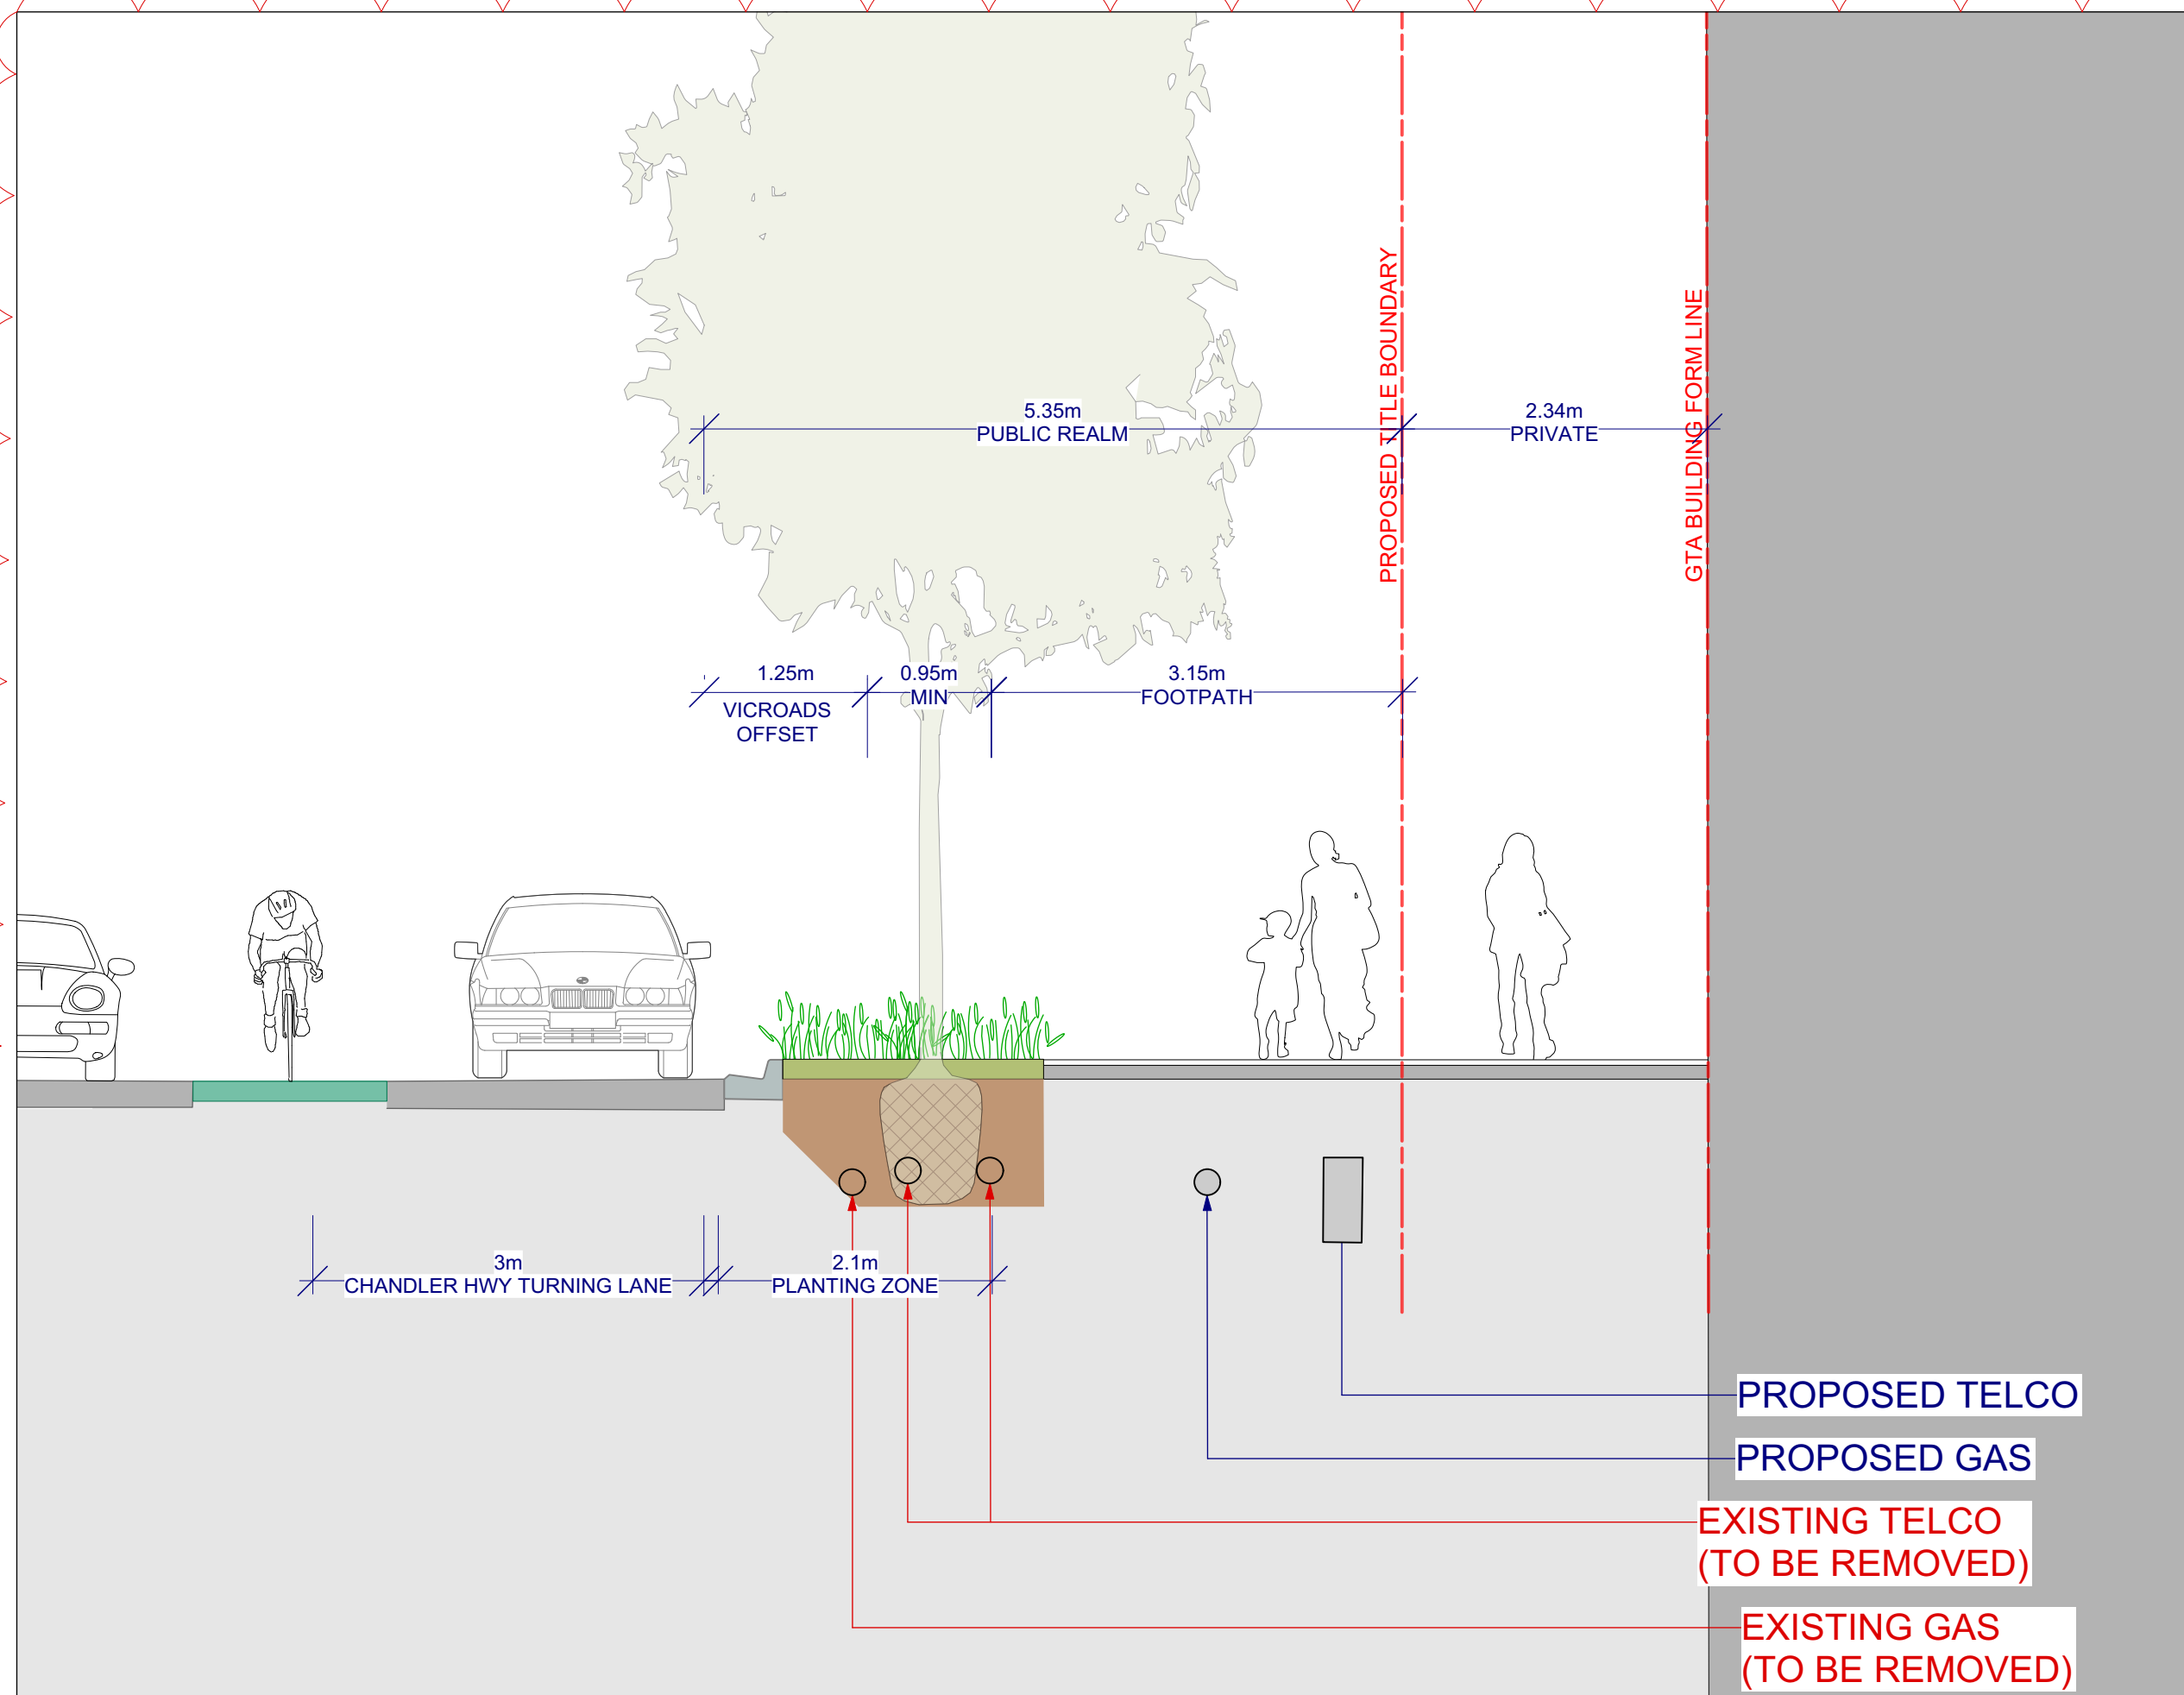 PROPOSED TITLE BOUNDARY
GTA BUILDING FORM LINE
5.35m
PUBLIC REALM
2.34m
PRIVATE
1.25m
VICROADS
OFFSET
0.95m
MIN
3.15m
FOOTPATH
3m
CHANDLER HWY TURNING LANE
2.1m
PLANTING ZONE
PROPOSED TELCO
PROPOSED GAS
EXISTING TELCO
(TO BE REMOVED)
EXISTING GAS
(TO BE REMOVED)